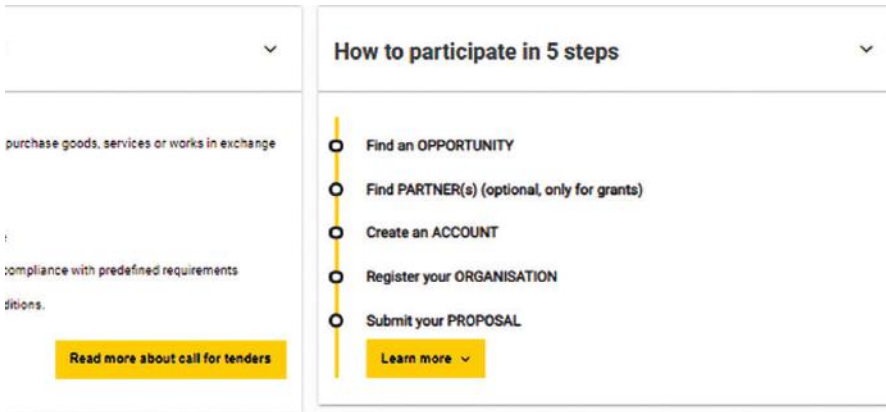 purchase goods, services or works in exchange
compliance with predefined requirements
Read more about call for tenders
How to participate in 5 steps
Find an OPPORTUNITY
Find PARTNER(s) (optional, only for grants)
Create an ACCOUNT
Register your ORGANISATION
Submit your PROPOSAL
Learn more